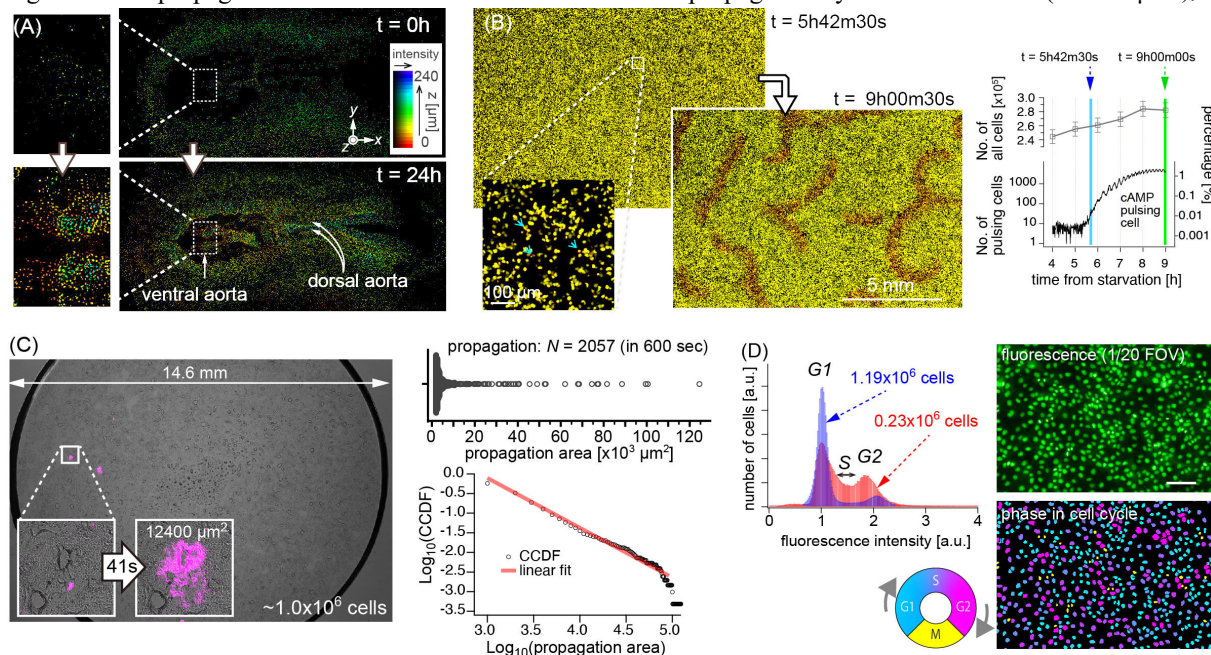 (A)
t = 0h
intensity
240
z [μm]
0
y
z
x
t = 24h
ventral aorta
dorsal aorta
(B)
t = 5h42m30s
t = 9h00m30s
100 μm
5 mm
t = 5h42m30s
t = 9h00m00s
No. of all cells [x10⁵]
3.0
2.8
2.6
2.4
No. of pulsing cells
1000
100
10
1
percentage [%]
1
0.1
0.01
0.001
cAMP
pulsing
cell
4 5 6 7 8 9
time from starvation [h]
(C)
14.6 mm
12400 μm²
41s
~1.0x10⁶ cells
propagation: N = 2057 (in 600 sec)
0 20 40 60 80 100 120
propagation area [x10³ μm²]
Log₁₀(CCDF)
0.0
-0.5
-1.0
-1.5
-2.0
-2.5
-3.0
-3.5
CCDF
linear fit
3.0 3.5 4.0 4.5 5.0
Log₁₀(propagation area)
(D)
number of cells [a.u.]
G1
1.19x10⁶ cells
0.23x10⁶ cells
S
G2
0 1 2 3 4
fluorescence intensity [a.u.]
S
G1
G2
M
fluorescence (1/20 FOV)
phase in cell cycle